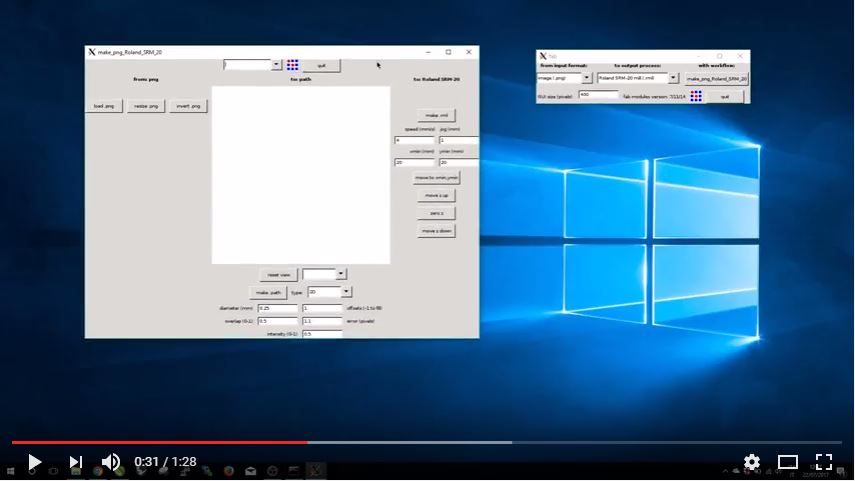 make_png_Roland_SRM-20
quit
from: png
to: path
to: Roland SRM-20
load .png
resize .png
invert .png
make .rml
speed (mm/s)
jog (mm)
4
1
xmin (mm)
ymin (mm)
20
20
move to xmin,ymin
move z up
zero z
move z down
reset view
make .path
type:
2D
diameter (mm)
0.25
1
offsets (-1 to fill)
overlap (0-1)
0.5
1.1
error (pixels)
intensity (0-1)
0.5
fab
from input format:
to output process:
with workflow:
image (.png)
Roland SRM-20 mill (.rml)
make_png_Roland_SRM-20
GUI size (pixels):
400
fab modules version: 7/11/14
quit
0:31 / 1:28